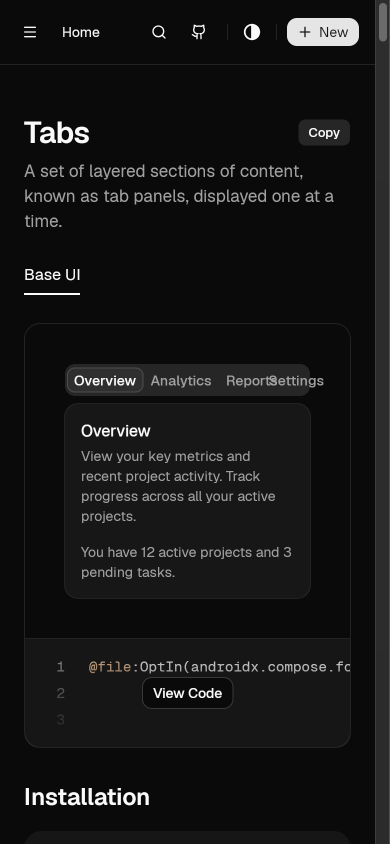 Home
New
Tabs
Copy
A set of layered sections of content,
known as tab panels, displayed one at a
time.
Base UI
Overview Analytics Reports Settings
Overview
View your key metrics and
recent project activity. Track
progress across all your active
projects.
You have 12 active projects and 3
pending tasks.
1 @file:OptIn(androidx.compose.fo
2
View Code
3
Installation